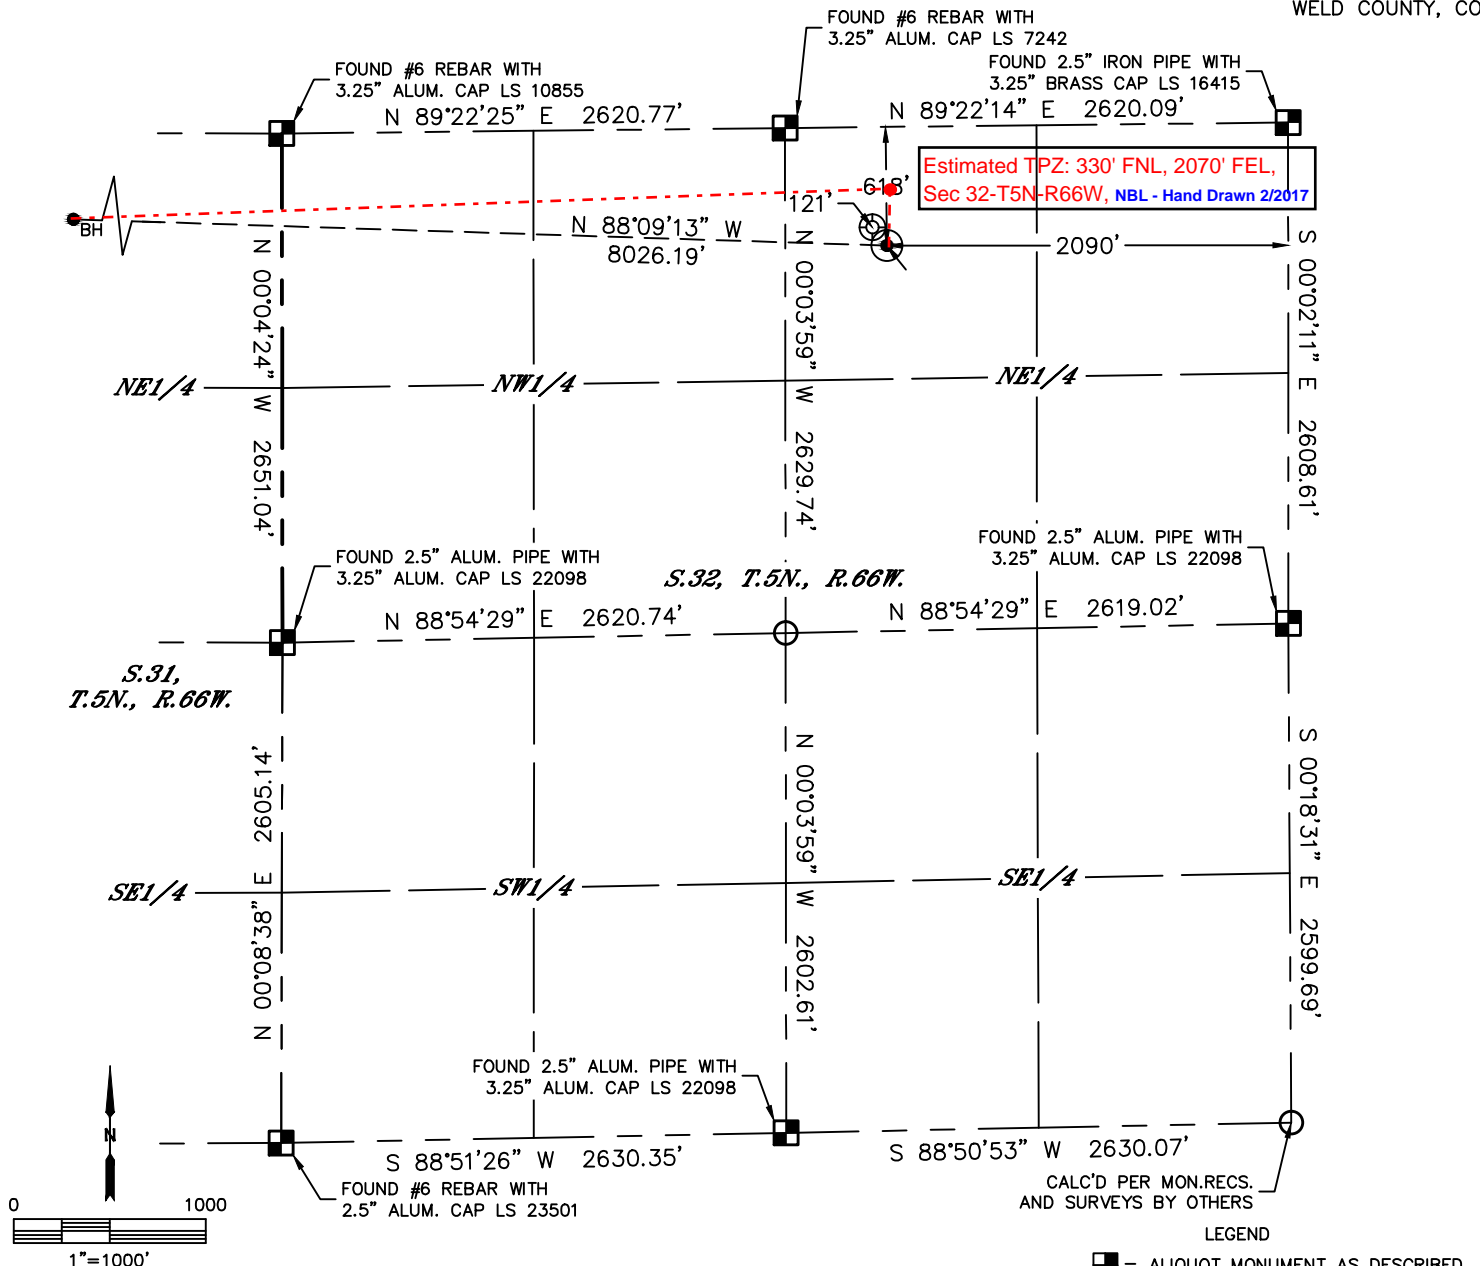 WELD COUNTY, CO
FOUND #6 REBAR WITH
3.25" ALUM. CAP LS 7242
FOUND #6 REBAR WITH
3.25" ALUM. CAP LS 10855
FOUND 2.5" IRON PIPE WITH
3.25" BRASS CAP LS 16415
N 89°22'25" E 2620.77'
N 89°22'14" E 2620.09'
Estimated TPZ: 330' FNL, 2070' FEL,
Sec 32-T5N-R66W, NBL - Hand Drawn 2/2017
618'
121'
BH
N 88°09'13" W
8026.19'
2090'
N 00°04'24" W 2651.04'
N 00°03'59" W 2629.74'
S 00°02'11" E 2608.61'
NE1/4
NW1/4
NE1/4
FOUND 2.5" ALUM. PIPE WITH
3.25" ALUM. CAP LS 22098
FOUND 2.5" ALUM. PIPE WITH
3.25" ALUM. CAP LS 22098
S.32, T.5N., R.66W.
N 88°54'29" E 2620.74'
N 88°54'29" E 2619.02'
S.31,
T.5N., R.66W.
N 00°08'38" E 2605.14'
N 00°03'59" W 2602.61'
S 00°18'31" E 2599.69'
SE1/4
SW1/4
SE1/4
FOUND 2.5" ALUM. PIPE WITH
3.25" ALUM. CAP LS 22098
N
S 88°51'26" W 2630.35'
S 88°50'53" W 2630.07'
FOUND #6 REBAR WITH
2.5" ALUM. CAP LS 23501
CALC'D PER MON.RECS.
AND SURVEYS BY OTHERS
0 1000
1"=1000'
LEGEND
= ALIQUOT MONUMENT AS DESCRIBED